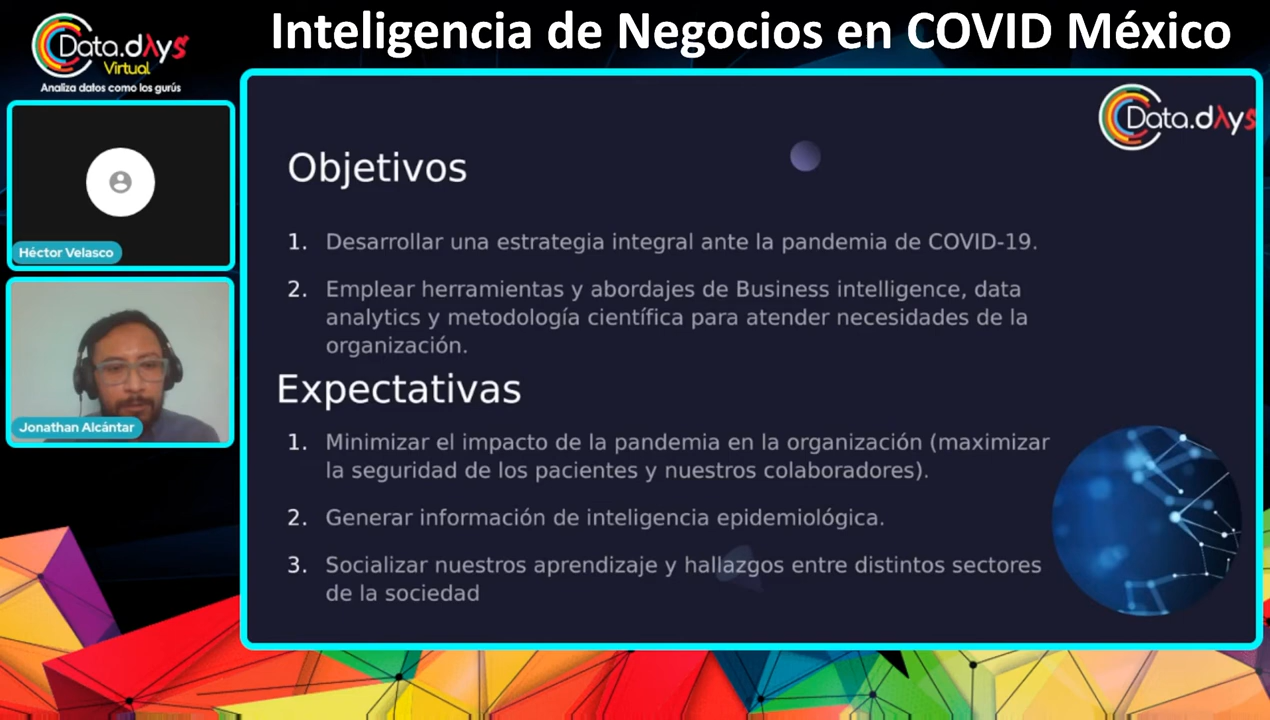 Inteligencia de Negocios en COVID México
Data.dAys
Virtual
Analiza datos como los gurús
Héctor Velasco
Jonathan Alcántar
Data.dAys
Objetivos
1. Desarrollar una estrategia integral ante la pandemia de COVID-19.
2. Emplear herramientas y abordajes de Business intelligence, data
analytics y metodología científica para atender necesidades de la
organización.
Expectativas
1. Minimizar el impacto de la pandemia en la organización (maximizar
la seguridad de los pacientes y nuestros colaboradores).
2. Generar información de inteligencia epidemiológica.
3. Socializar nuestros aprendizaje y hallazgos entre distintos sectores
de la sociedad